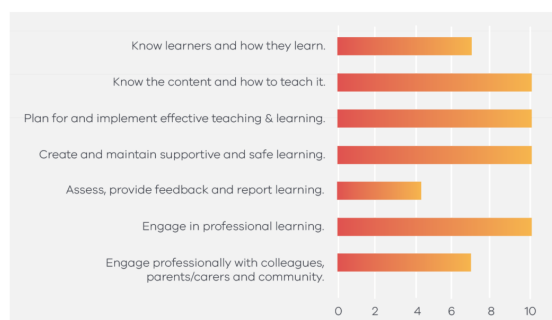 Know learners and how they learn.
Know the content and how to teach it.
Plan for and implement effective teaching & learning.
Create and maintain supportive and safe learning.
Assess, provide feedback and report learning.
Engage in professional learning.
Engage professionally with colleagues,
parents/carers and community.
0 2 4 6 8 10